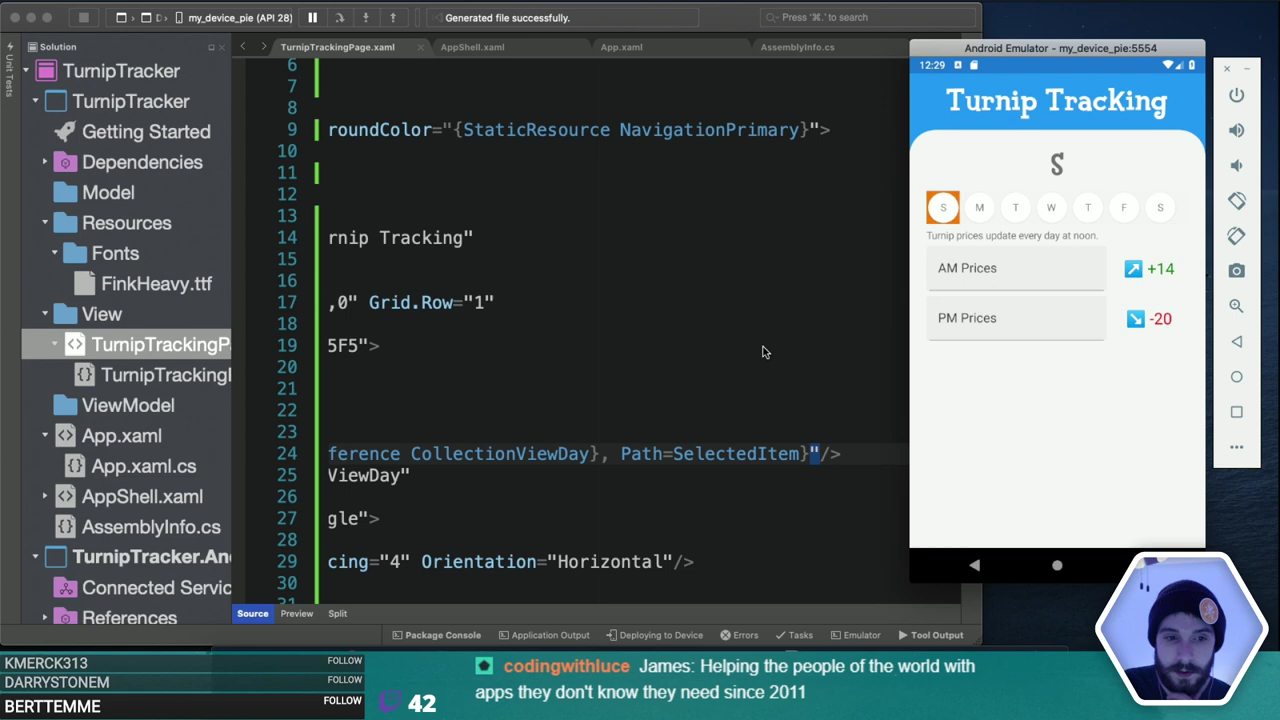 my_device_pie (API 28)
Generated file successfully.
Press '⌘.' to search
Unit Tests
Solution
TurnipTracker
TurnipTracker
Getting Started
Dependencies
Model
Resources
Fonts
FinkHeavy.ttf
View
TurnipTrackingP
TurnipTracking
ViewModel
App.xaml
App.xaml.cs
AppShell.xaml
AssemblyInfo.cs
TurnipTracker.An
Connected Servic
References
TurnipTrackingPage.xaml
AppShell.xaml
App.xaml
AssemblyInfo.cs
6
7
8
9 roundColor="{StaticResource NavigationPrimary}">
10
11
12
13
14 rnip Tracking"
15
16
17 ,0" Grid.Row="1"
18
19 5F5">
20
21
22
23
24 ference CollectionViewDay}, Path=SelectedItem}"/>
25 ViewDay"
26
27 gle">
28
29 cing="4" Orientation="Horizontal"/>
30
31
Source
Preview
Split
Package Console
Application Output
Deploying to Device
Errors
Tasks
Emulator
Tool Output
Android Emulator - my_device_pie:5554
12:29
Turnip Tracking
S
S M T W T F S
Turnip prices update every day at noon.
AM Prices
+14
PM Prices
-20
KMERCK313 FOLLOW
DARRYSTONEM FOLLOW
BERTTEMME FOLLOW
42
codingwithluce James: Helping the people of the world with
apps they don't know they need since 2011